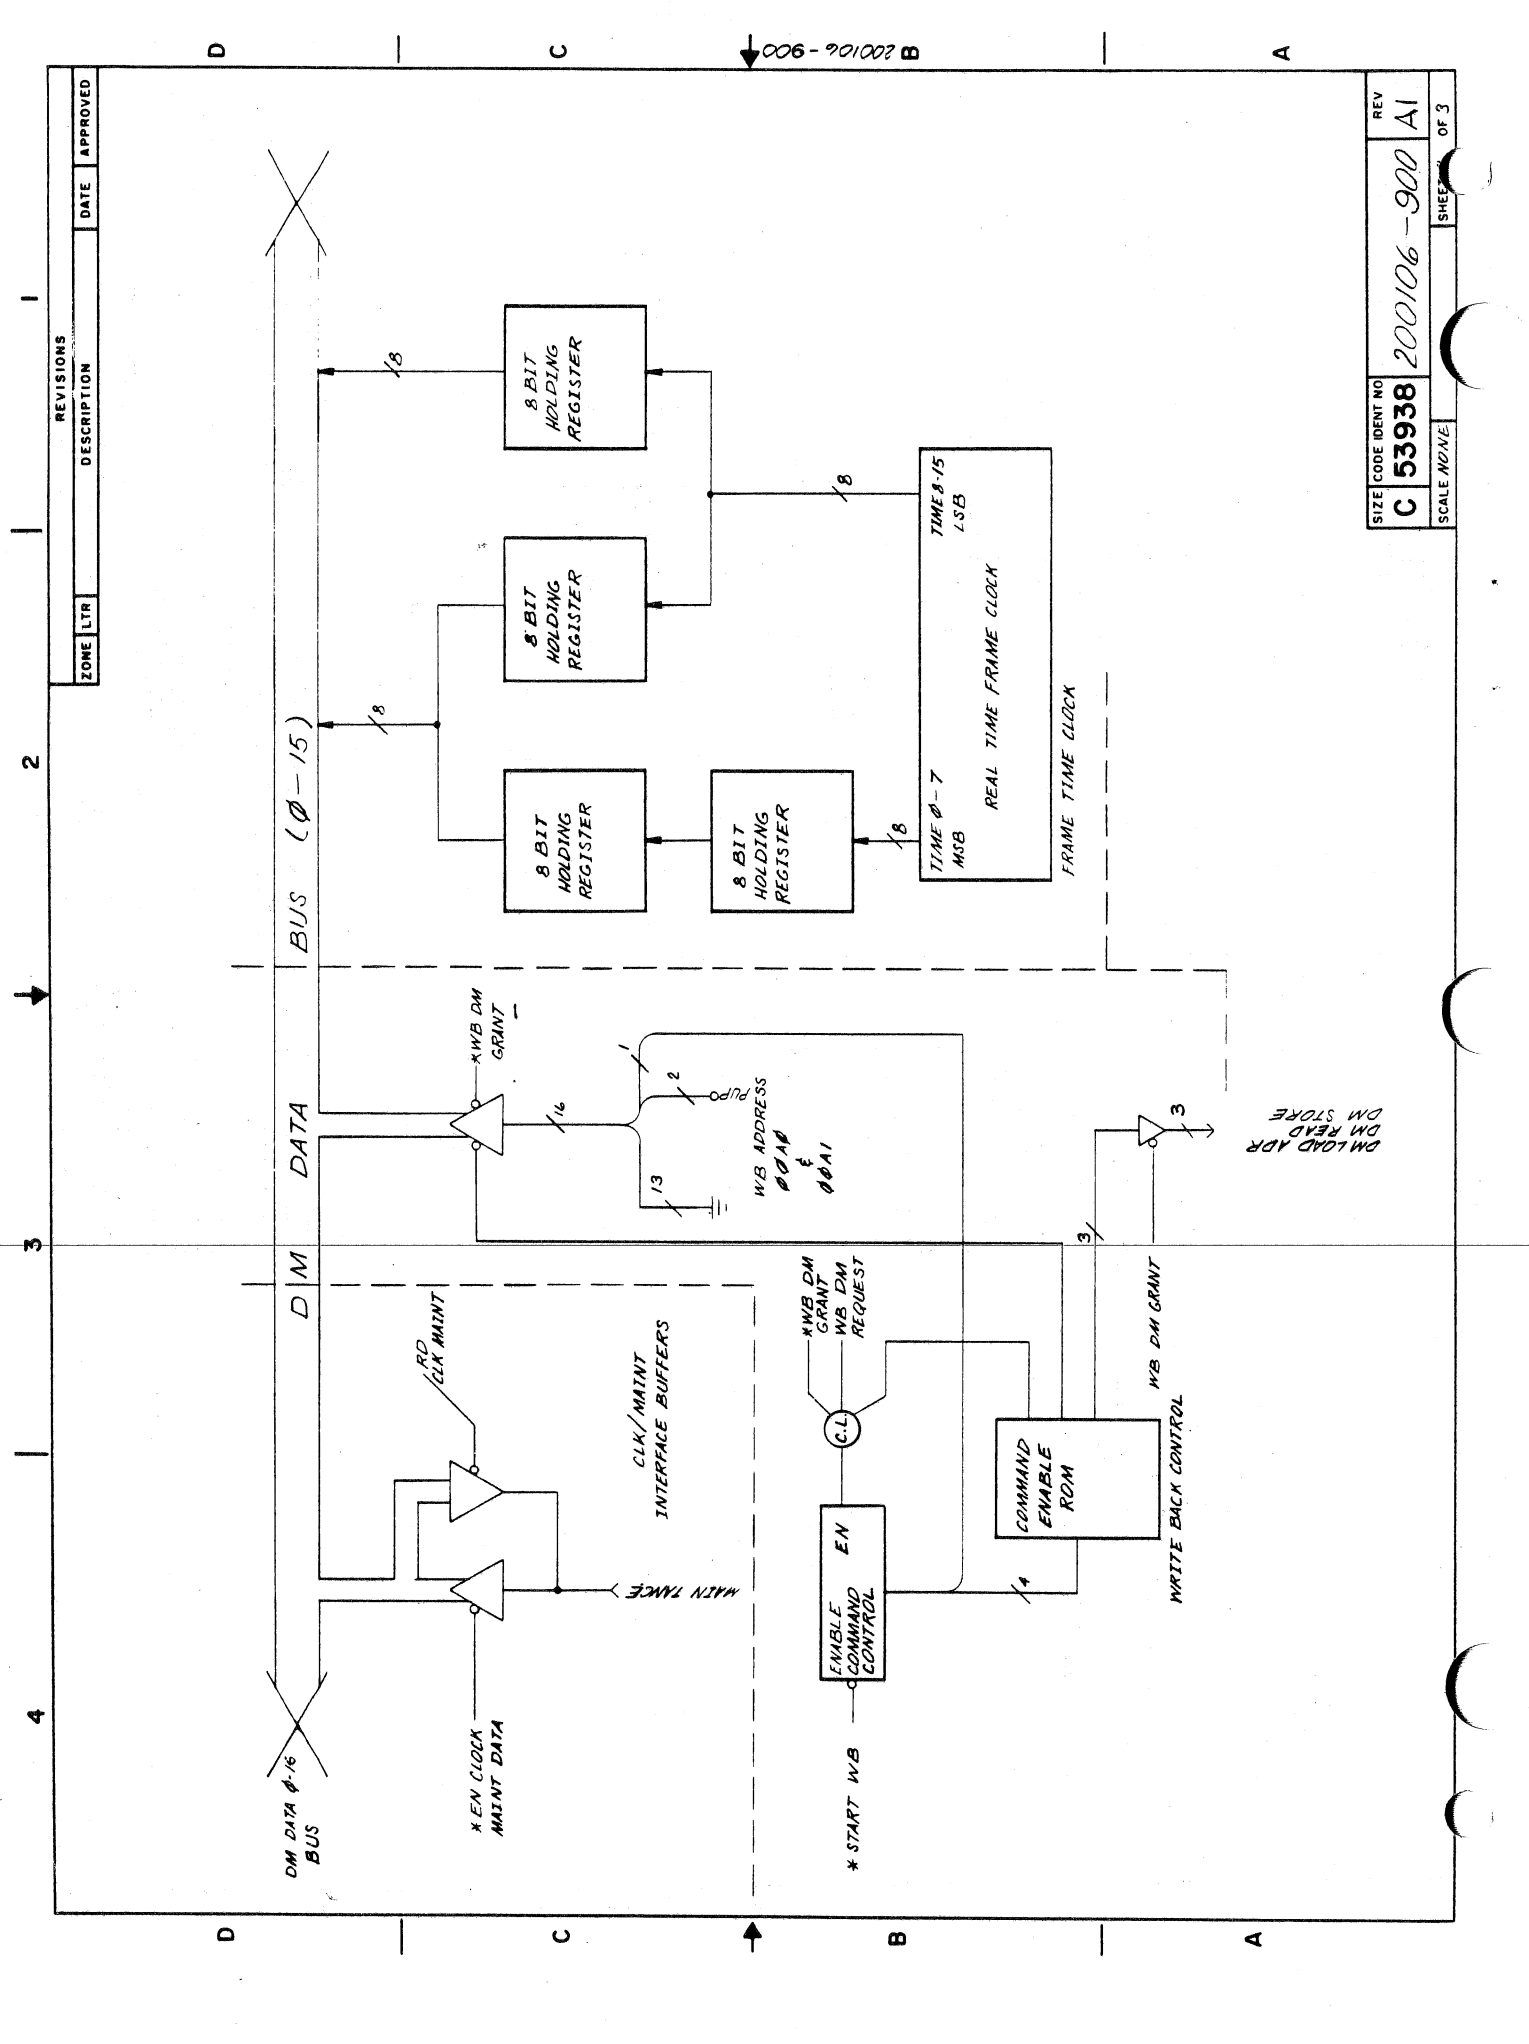 4
3
2
1
D
C
B
A
D
C
B
A
200106-900
REVISIONS
ZONE LTR DESCRIPTION DATE APPROVED
DM DATA Ø-16
BUS
DM DATA BUS (Ø-15)
*EN CLOCK
MAINT DATA
RD
CLK MAINT
MAIN TANCE
CLK/MAINT
INTERFACE BUFFERS
*WB DM
GRANT
16
1
2
13
PUP
WB ADDRESS
ØØAØ
&
ØØA1
8
8
8 BIT
HOLDING
REGISTER
8 BIT
HOLDING
REGISTER
8 BIT
HOLDING
REGISTER
8 BIT
HOLDING
REGISTER
8
8
TIME Ø-7
MSB
TIME 8-15
LSB
REAL TIME FRAME CLOCK
FRAME TIME CLOCK
*START WB
ENABLE
COMMAND
CONTROL
EN
C.L.
*WB DM
GRANT
WB DM
REQUEST
4
COMMAND
ENABLE
ROM
3
WB DM GRANT
3
DM LOAD ADR
DM READ
DM STORE
WRITE BACK CONTROL
SIZE CODE IDENT NO REV
C 53938 200106-900 A1
SCALE NONE SHEET OF 3